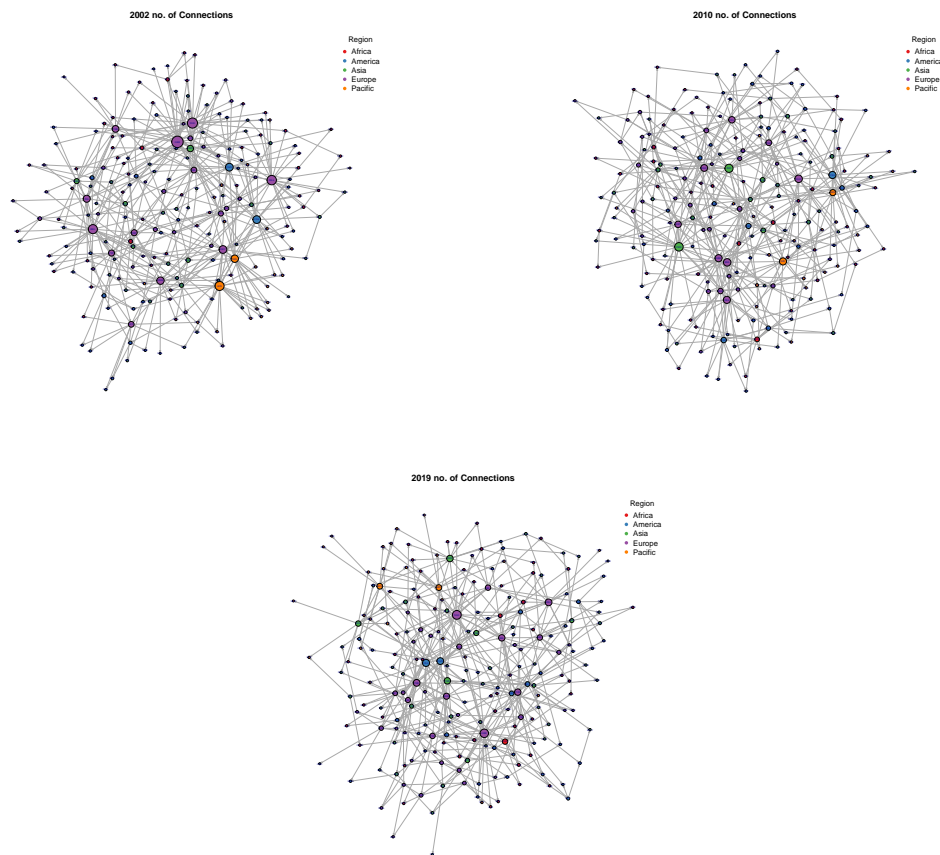 2002 no. of Connections
Region
Africa
America
Asia
Europe
Pacific
2010 no. of Connections
Region
Africa
America
Asia
Europe
Pacific
2019 no. of Connections
Region
Africa
America
Asia
Europe
Pacific